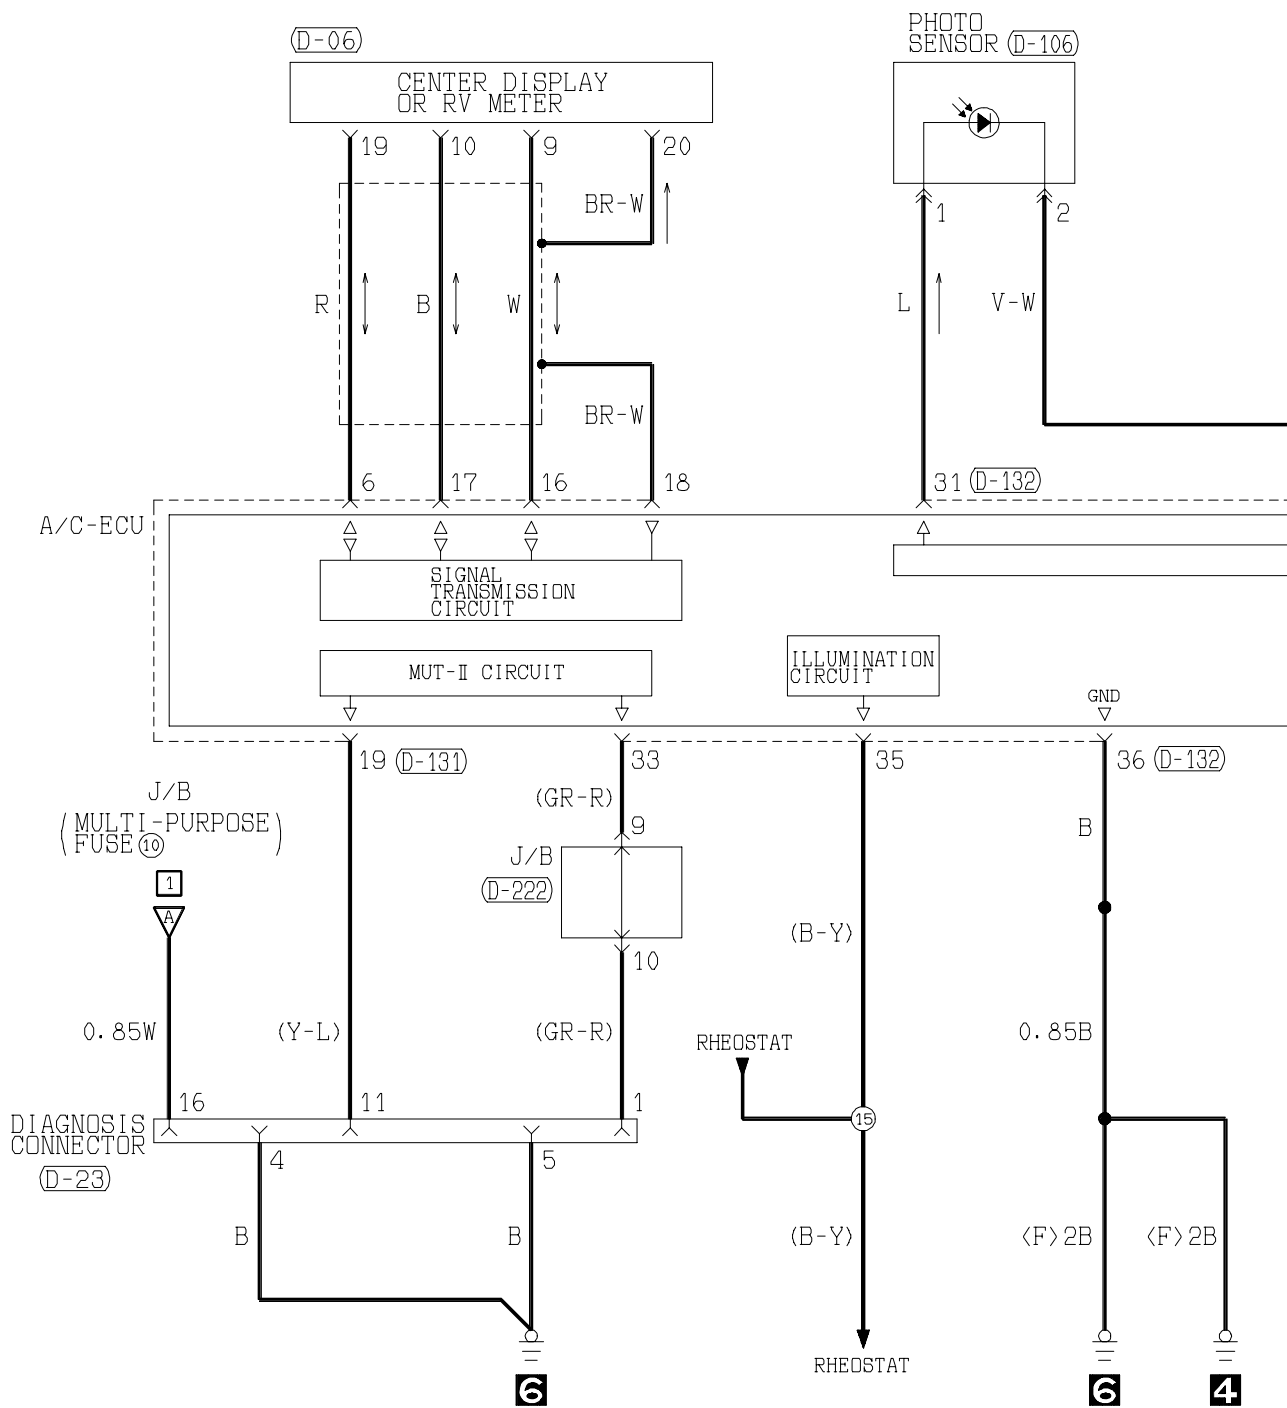 (D-06)
PHOTO
SENSOR (D-106)
CENTER DISPLAY
OR RV METER
19 10 9 20
BR-W
1 2
R B W L V-W
BR-W
6 17 16 18 31 (D-132)
A/C-ECU
SIGNAL
TRANSMISSION
CIRCUIT
MUT-Ⅱ CIRCUIT
ILLUMINATION
CIRCUIT
GND
19 (D-131) 33 35 36 (D-132)
J/B
(MULTI-PURPOSE
FUSE⑩)
(GR-R)
9
B
1
A
J/B
(D-222)
(B-Y)
10
0.85W (Y-L) (GR-R) 0.85B
RHEOSTAT
16 11 1
15
DIAGNOSIS
CONNECTOR
(D-23)
4 5
B B (B-Y) <F>2B <F>2B
RHEOSTAT
6 6 4